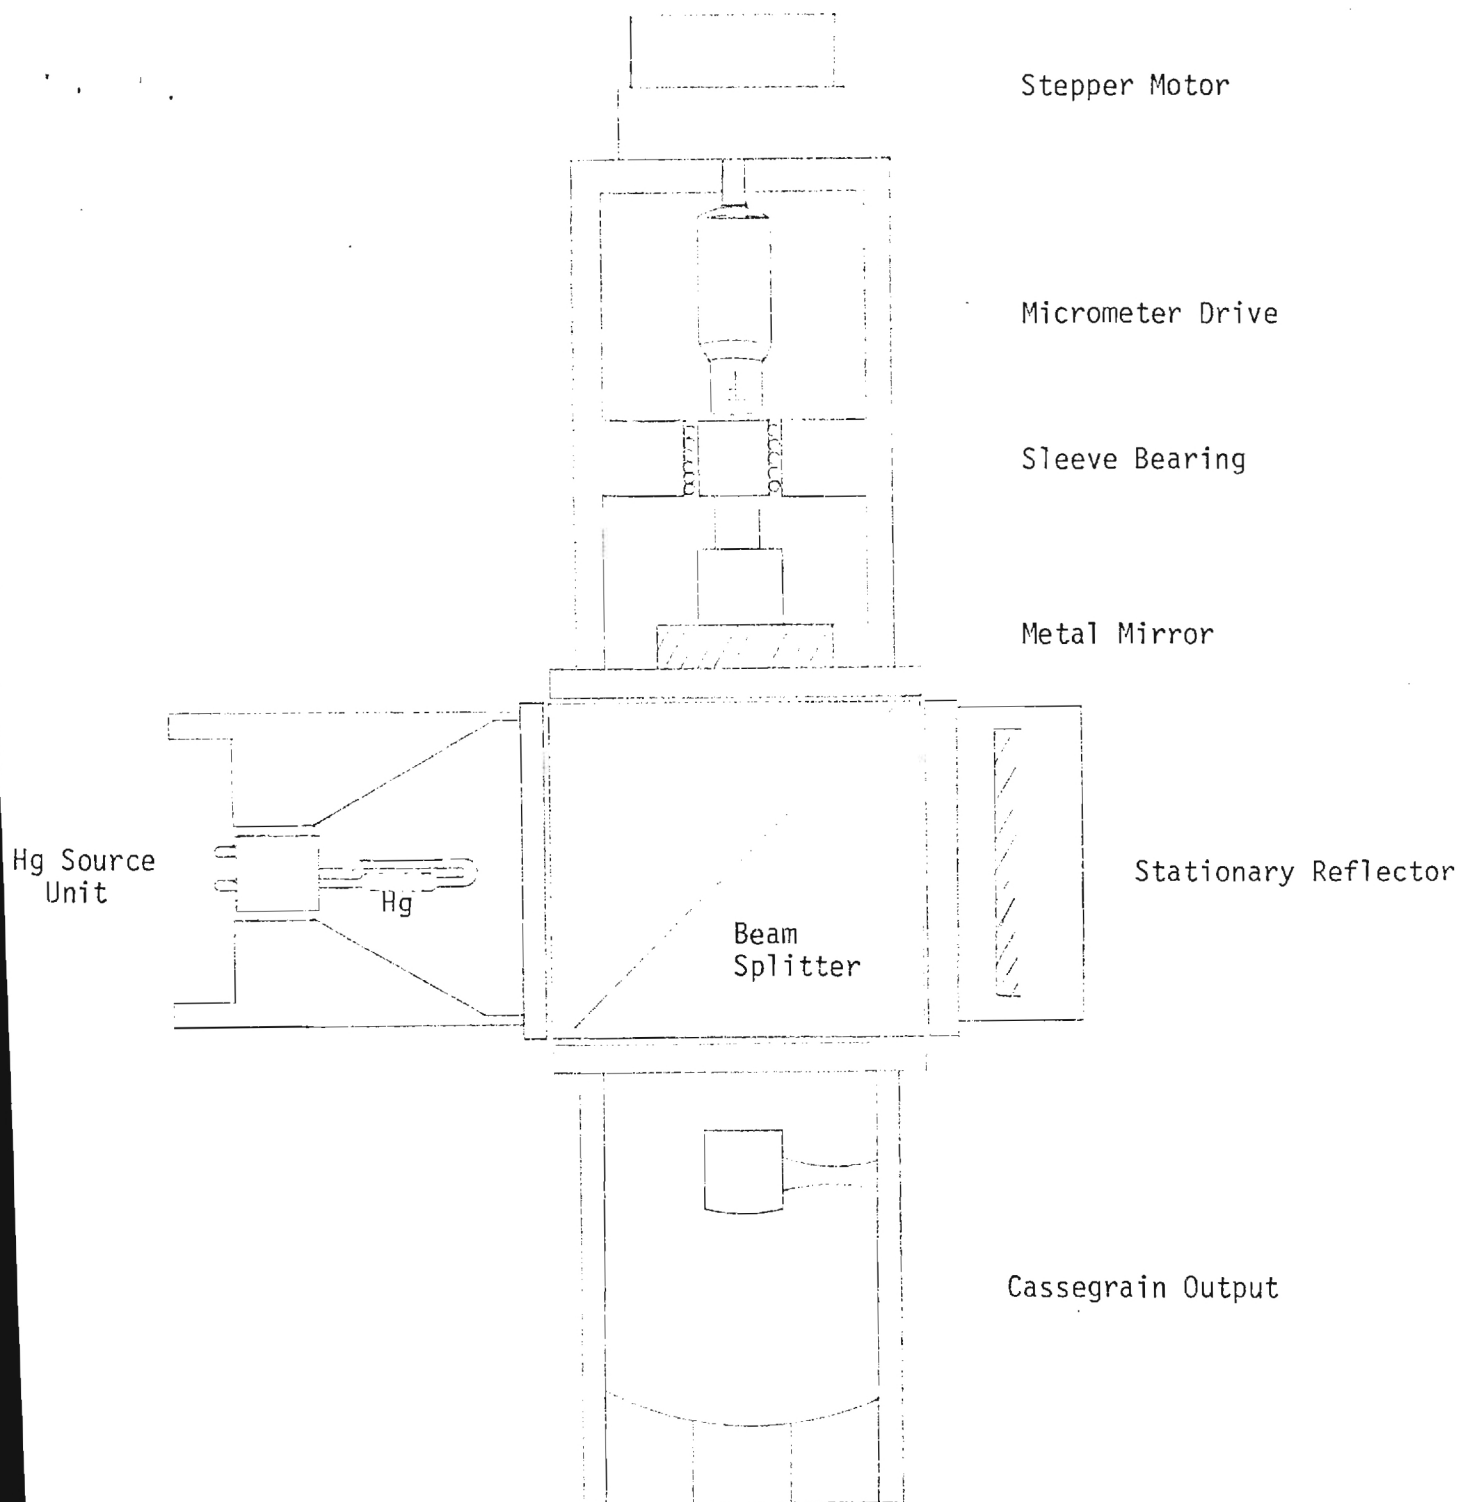 Stepper Motor
Micrometer Drive
Sleeve Bearing
Metal Mirror
Hg Source
Unit
Hg
Stationary Reflector
Beam
Splitter
Cassegrain Output